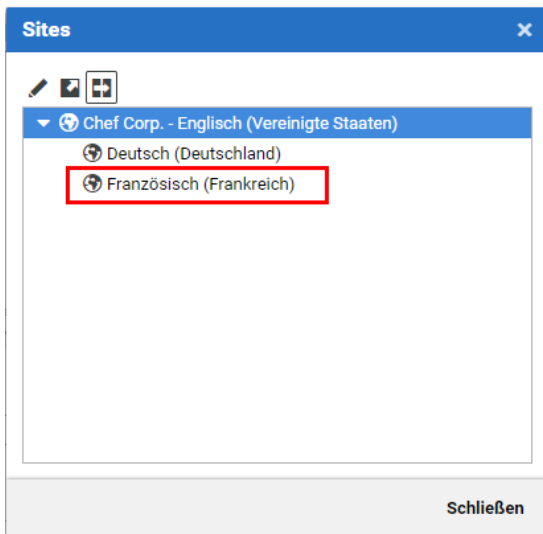 Sites
Chef Corp. - Englisch (Vereinigte Staaten)
Deutsch (Deutschland)
Französisch (Frankreich)
Schließen